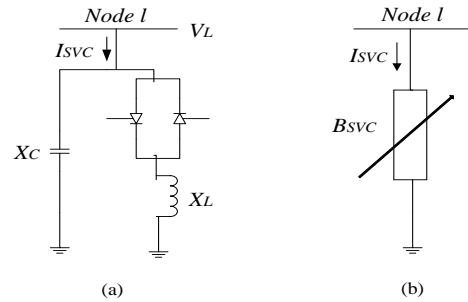 Node l
VL
ISVC
XC
XL
(a)
Node l
ISVC
BSVC
(b)